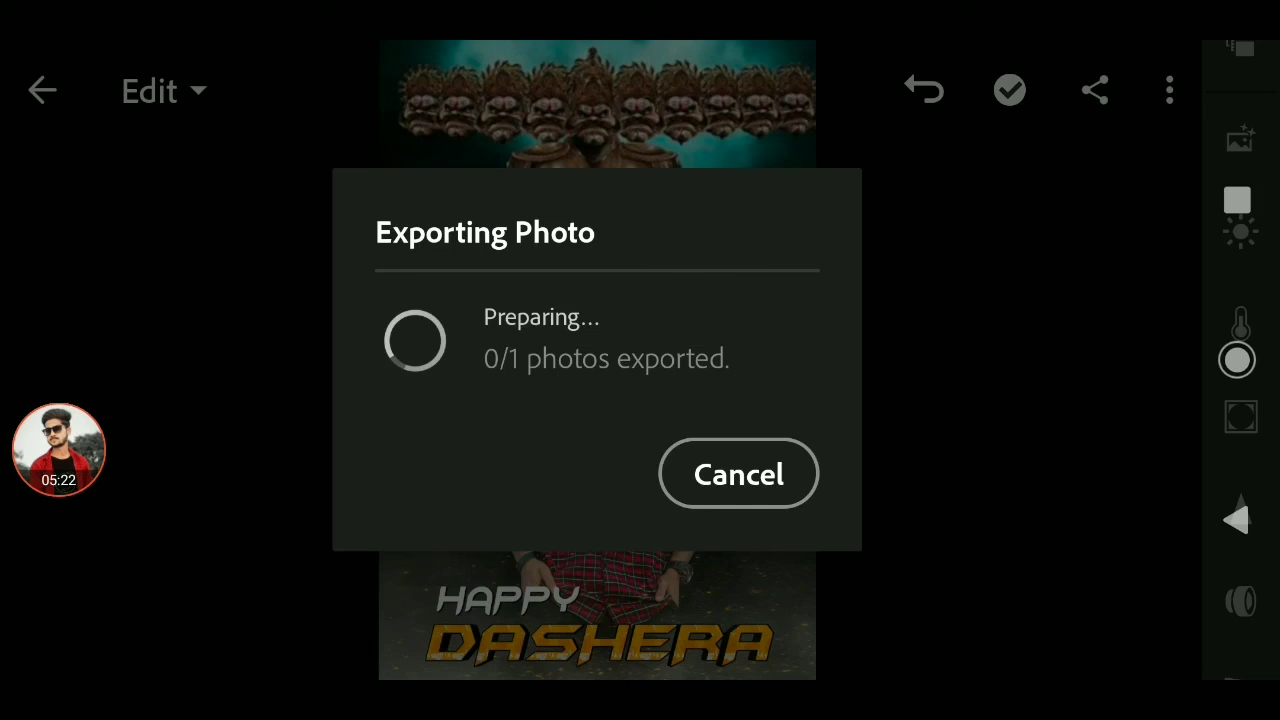 Edit
Exporting Photo
Preparing...
0/1 photos exported.
05:22
Cancel
HAPPY
DASHERA